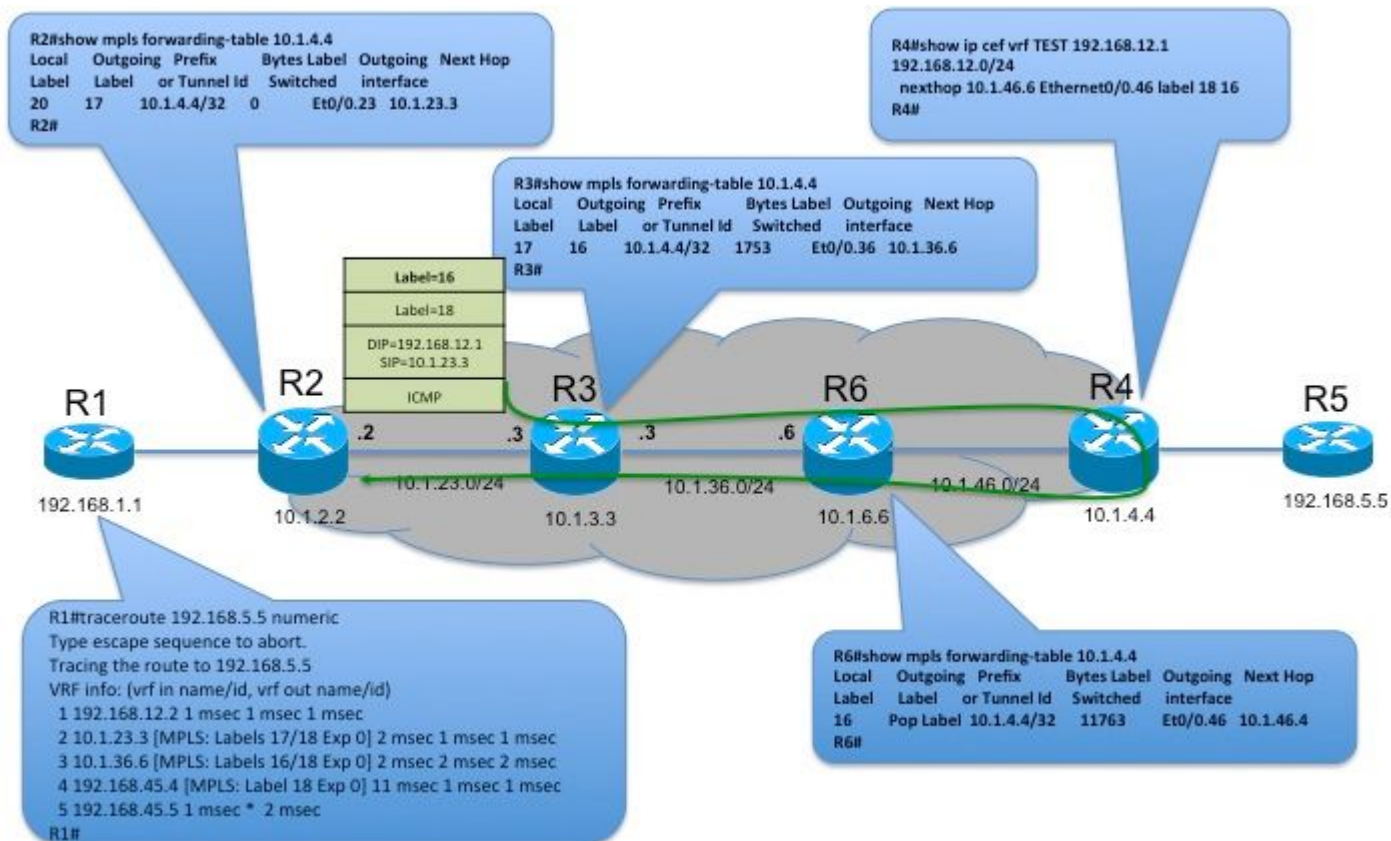 R2#show mpls forwarding-table 10.1.4.4
Local Outgoing Prefix Bytes Label Outgoing Next Hop
Label Label or Tunnel Id Switched interface
20 17 10.1.4.4/32 0 Et0/0.23 10.1.23.3
R2#
R4#show ip cef vrf TEST 192.168.12.1
192.168.12.0/24
nexthop 10.1.46.6 Ethernet0/0.46 label 18 16
R4#
R3#show mpls forwarding-table 10.1.4.4
Local Outgoing Prefix Bytes Label Outgoing Next Hop
Label Label or Tunnel Id Switched interface
17 16 10.1.4.4/32 1753 Et0/0.36 10.1.36.6
R3#
Label=16
Label=18
DIP=192.168.12.1
SIP=10.1.23.3
ICMP
R1
R2
R3
R6
R4
R5
.2
.3
.3
.6
10.1.23.0/24
10.1.36.0/24
10.1.46.0/24
192.168.1.1
10.1.2.2
10.1.3.3
10.1.6.6
10.1.4.4
192.168.5.5
R1#traceroute 192.168.5.5 numeric
Type escape sequence to abort.
Tracing the route to 192.168.5.5
VRF info: (vrf in name/id, vrf out name/id)
1 192.168.12.2 1 msec 1 msec 1 msec
2 10.1.23.3 [MPLS: Labels 17/18 Exp 0] 2 msec 1 msec 1 msec
3 10.1.36.6 [MPLS: Labels 16/18 Exp 0] 2 msec 2 msec 2 msec
4 192.168.45.4 [MPLS: Label 18 Exp 0] 11 msec 1 msec 1 msec
5 192.168.45.5 1 msec * 2 msec
R1#
R6#show mpls forwarding-table 10.1.4.4
Local Outgoing Prefix Bytes Label Outgoing Next Hop
Label Label or Tunnel Id Switched interface
16 Pop Label 10.1.4.4/32 11763 Et0/0.46 10.1.46.4
R6#